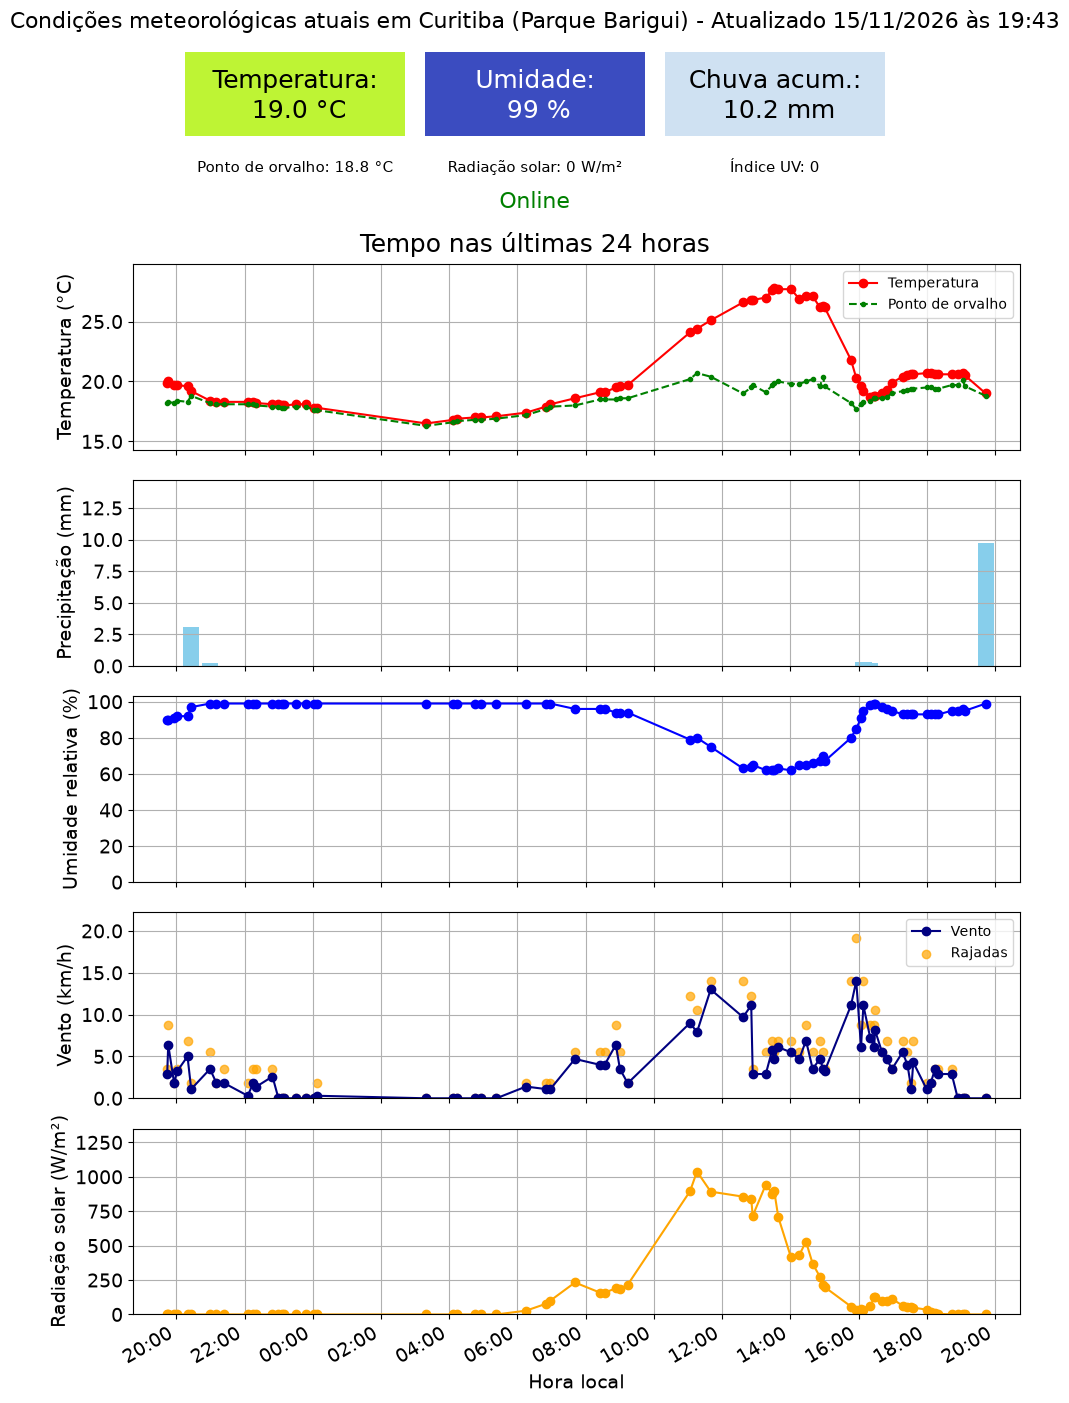 Condições meteorológicas atuais em Curitiba (Parque Barigui) - Atualizado 15/11/2026 às 19:43
Temperatura:
19.0 °C
Umidade:
99 %
Chuva acum.:
10.2 mm
Ponto de orvalho: 18.8 °C
Radiação solar: 0 W/m²
Índice UV: 0
Online
Tempo nas últimas 24 horas
Temperatura (°C)
25.0
20.0
15.0
Temperatura
Ponto de orvalho
Precipitação (mm)
12.5
10.0
7.5
5.0
2.5
0.0
Umidade relativa (%)
100
80
60
40
20
0
Vento (km/h)
20.0
15.0
10.0
5.0
0.0
Vento
Rajadas
Radiação solar (W/m²)
1250
1000
750
500
250
0
20:00
22:00
00:00
02:00
04:00
06:00
08:00
10:00
12:00
14:00
16:00
18:00
20:00
Hora local